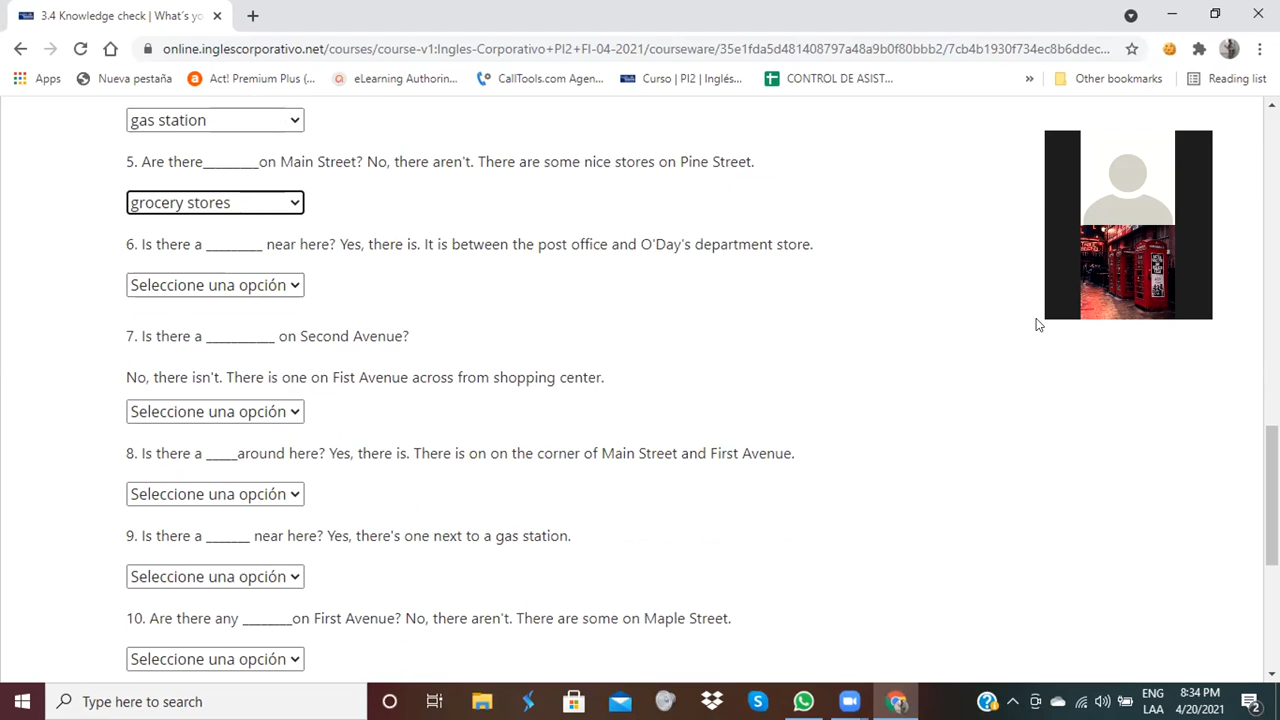 3.4 Knowledge check | What's yo
online.inglescorporativo.net/courses/course-v1:Ingles-Corporativo+PI2+FI-04-2021/courseware/35e1fda5d481408797a48a9b0f80bbb2/7cb4b1930f734ec8b6ddec...
Apps Nueva pestaña Act! Premium Plus (... eLearning Authorin... CallTools.com Agen... Curso | PI2 | Inglés... CONTROL DE ASIST... » Other bookmarks Reading list
gas station
5. Are there_________on Main Street? No, there aren't. There are some nice stores on Pine Street.
grocery stores
6. Is there a _________ near here? Yes, there is. It is between the post office and O'Day's department store.
Seleccione una opción
7. Is there a ___________ on Second Avenue?
No, there isn't. There is one on Fist Avenue across from shopping center.
Seleccione una opción
8. Is there a _____around here? Yes, there is. There is on on the corner of Main Street and First Avenue.
Seleccione una opción
9. Is there a _______ near here? Yes, there's one next to a gas station.
Seleccione una opción
10. Are there any ________on First Avenue? No, there aren't. There are some on Maple Street.
Seleccione una opción
Type here to search
ENG
LAA
8:34 PM
4/20/2021
2